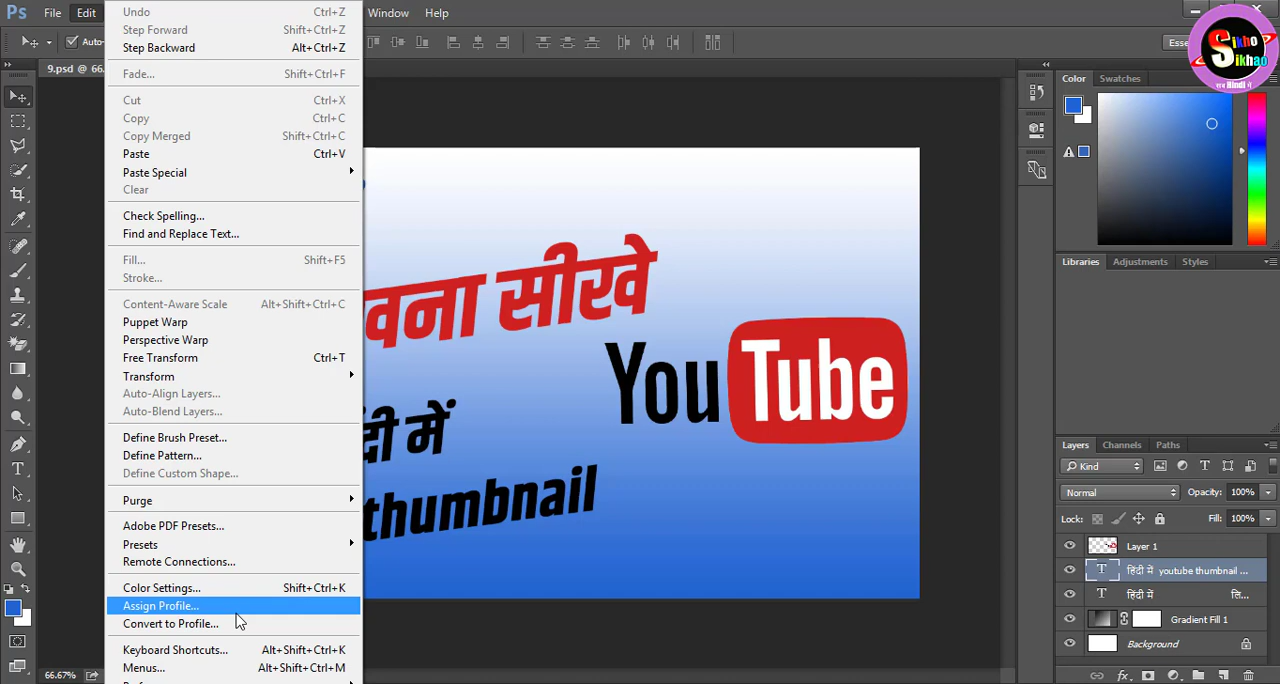 Ps File Edit Window Help
Undo Ctrl+Z
Step Forward Shift+Ctrl+Z
Step Backward Alt+Ctrl+Z
Fade... Shift+Ctrl+F
Cut Ctrl+X
Copy Ctrl+C
Copy Merged Shift+Ctrl+C
Paste Ctrl+V
Paste Special
Clear
Check Spelling...
Find and Replace Text...
Fill... Shift+F5
Stroke...
Content-Aware Scale Alt+Shift+Ctrl+C
Puppet Warp
Perspective Warp
Free Transform Ctrl+T
Transform
Auto-Align Layers...
Auto-Blend Layers...
Define Brush Preset...
Define Pattern...
Define Custom Shape...
Purge
Adobe PDF Presets...
Presets
Remote Connections...
Color Settings... Shift+Ctrl+K
Assign Profile...
Convert to Profile...
Keyboard Shortcuts... Alt+Shift+Ctrl+K
Menus... Alt+Shift+Ctrl+M
Auto-
9.psd @ 66.
66.67%
वना सीखे
YouTube
दी में
thumbnail
Esse
Sikho
Sikhao
अब हिन्दी में
Color Swatches
Libraries Adjustments Styles
Layers Channels Paths
Kind
Normal Opacity: 100%
Lock: Fill: 100%
Layer 1
हिंदी में youtube thumbnail ...
हिंदी में लि...
Gradient Fill 1
Background
fx